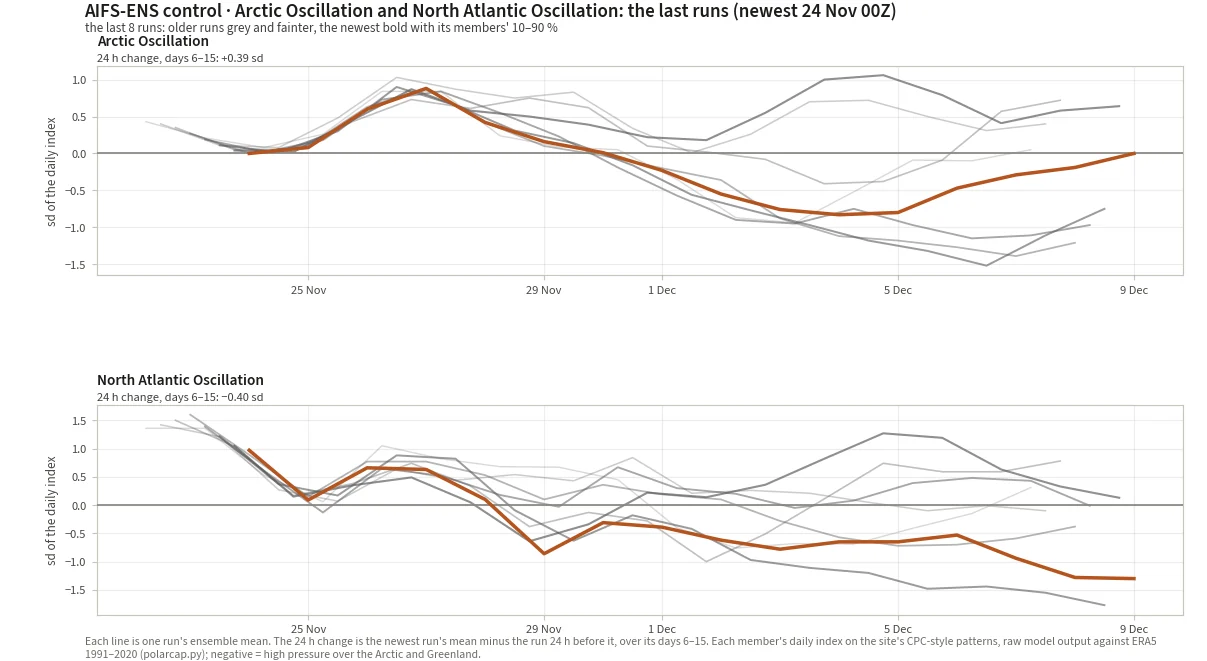 AIFS-ENS control · Arctic Oscillation and North Atlantic Oscillation: the last runs (newest 24 Nov 00Z)
the last 8 runs: older runs grey and fainter, the newest bold with its members' 10–90 %
Arctic Oscillation
24 h change, days 6–15: +0.39 sd
sd of the daily index
1.0
0.5
0.0
−0.5
−1.0
−1.5
25 Nov 29 Nov 1 Dec 5 Dec 9 Dec
North Atlantic Oscillation
24 h change, days 6–15: −0.40 sd
sd of the daily index
1.5
1.0
0.5
0.0
−0.5
−1.0
−1.5
25 Nov 29 Nov 1 Dec 5 Dec 9 Dec
Each line is one run's ensemble mean. The 24 h change is the newest run's mean minus the run 24 h before it, over its days 6–15. Each member's daily index on the site's CPC-style patterns, raw model output against ERA5
1991–2020 (polarcap.py); negative = high pressure over the Arctic and Greenland.